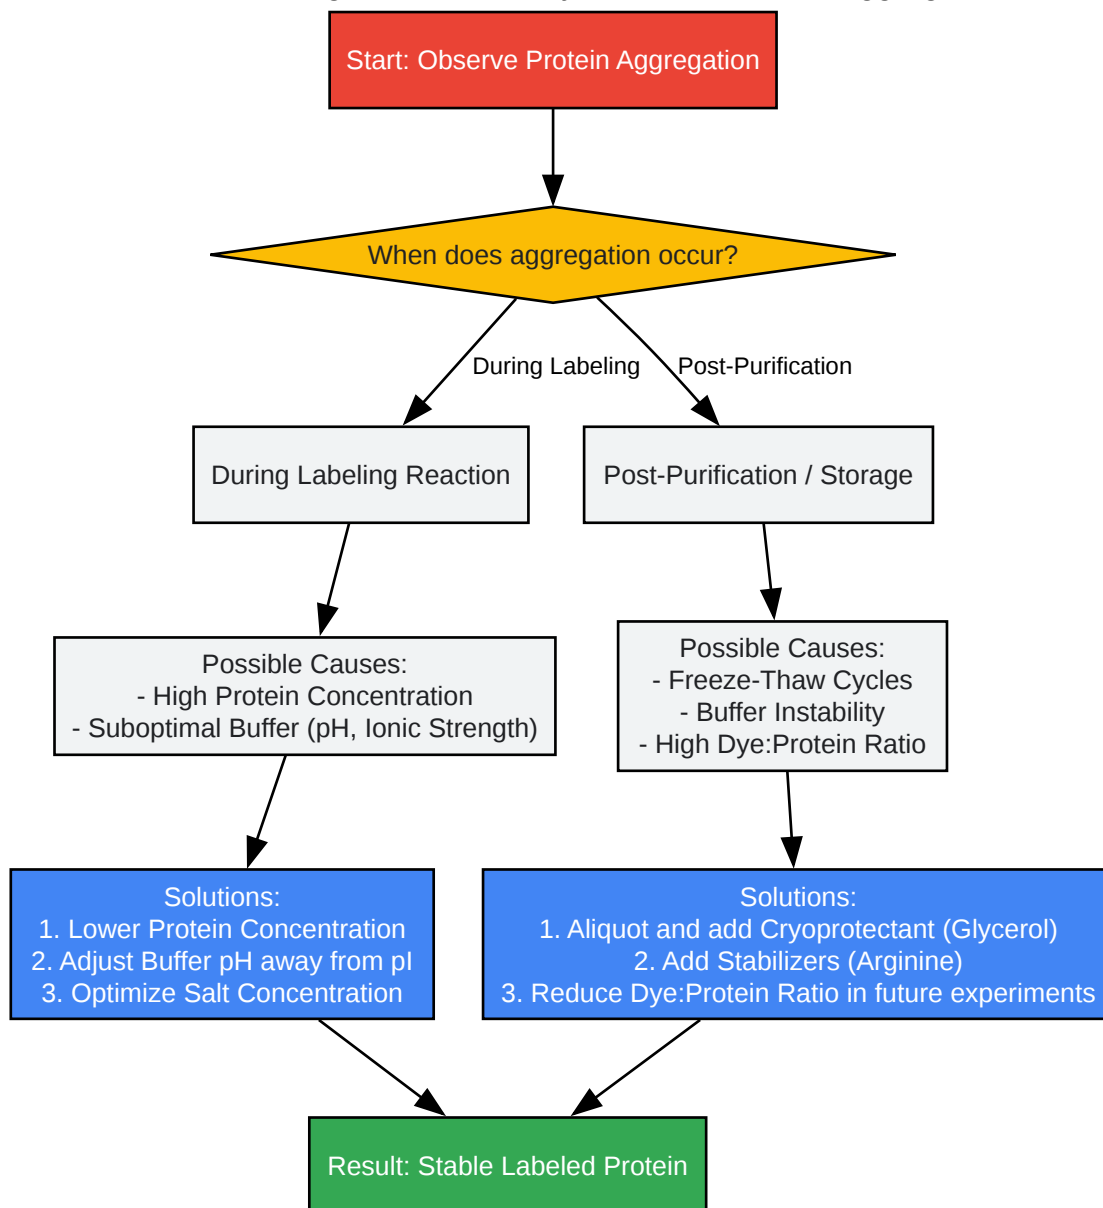 Start: Observe Protein Aggregation
When does aggregation occur?
During Labeling
Post-Purification
During Labeling Reaction
Post-Purification / Storage
Possible Causes:
- High Protein Concentration
- Suboptimal Buffer (pH, Ionic Strength)
Possible Causes:
- Freeze-Thaw Cycles
- Buffer Instability
- High Dye:Protein Ratio
Solutions:
1. Lower Protein Concentration
2. Adjust Buffer pH away from pI
3. Optimize Salt Concentration
Solutions:
1. Aliquot and add Cryoprotectant (Glycerol)
2. Add Stabilizers (Arginine)
3. Reduce Dye:Protein Ratio in future experiments
Result: Stable Labeled Protein